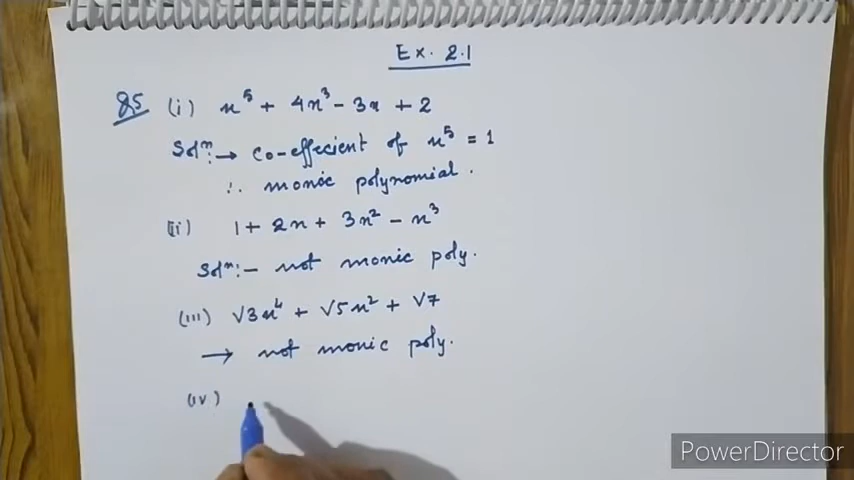 Ex. 2.1
Q5 (i) x⁵ + 4x³ - 3x + 2
Solⁿ: → co-effecient of x⁵ = 1
∴ monic polynomial.
(ii) 1 + 2x + 3x² - x³
Solⁿ:- not monic poly.
(iii) √3x⁴ + √5x² + √7
→ not monic poly.
(iv)
PowerDirector